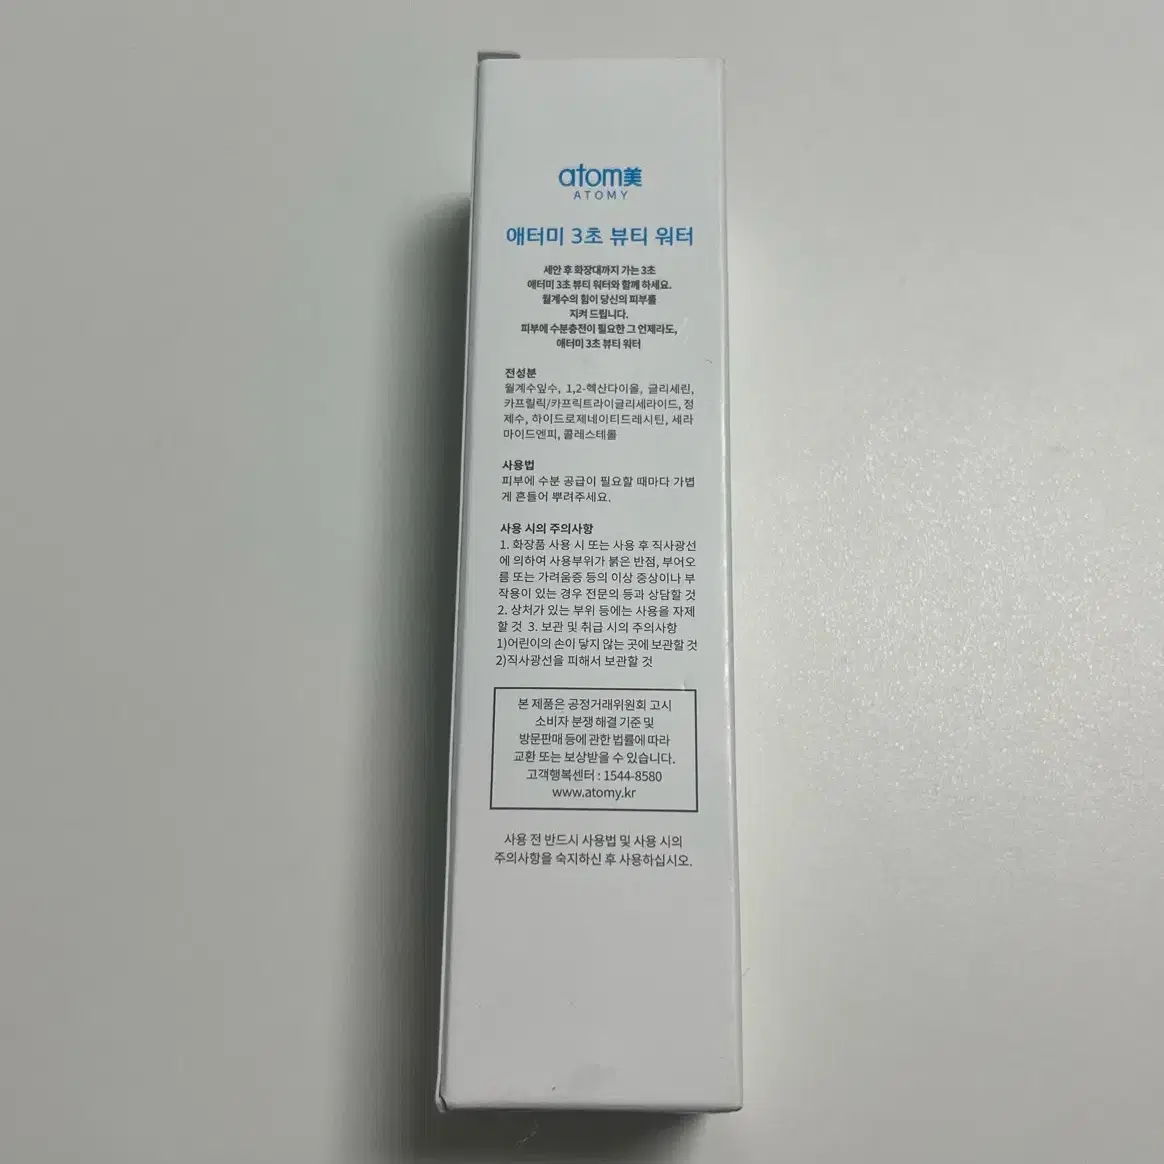 atom美
ATOMY
애터미 3초 뷰티 워터
세안 후 화장대까지 가는 3초
애터미 3초 뷰티 워터와 함께 하세요.
월계수의 힘이 당신의 피부를
지켜 드립니다.
피부에 수분충전이 필요한 그 언제라도,
애터미 3초 뷰티 워터
전성분
월계수잎수, 1,2-헥산다이올, 글리세린,
카프릴릭/카프릭트라이글리세라이드, 정
제수, 하이드로제네이티드레시틴, 세라
마이드엔피, 콜레스테롤
사용법
피부에 수분 공급이 필요할 때마다 가볍
게 흔들어 뿌려주세요.
사용 시의 주의사항
1. 화장품 사용 시 또는 사용 후 직사광선
에 의하여 사용부위가 붉은 반점, 부어오
름 또는 가려움증 등의 이상 증상이나 부
작용이 있는 경우 전문의 등과 상담할 것
2. 상처가 있는 부위 등에는 사용을 자제
할 것 3. 보관 및 취급 시의 주의사항
1)어린이의 손이 닿지 않는 곳에 보관할 것
2)직사광선을 피해서 보관할 것
본 제품은 공정거래위원회 고시
소비자 분쟁 해결 기준 및
방문판매 등에 관한 법률에 따라
교환 또는 보상받을 수 있습니다.
고객행복센터 : 1544-8580
www.atomy.kr
사용 전 반드시 사용법 및 사용 시의
주의사항을 숙지하신 후 사용하십시오.